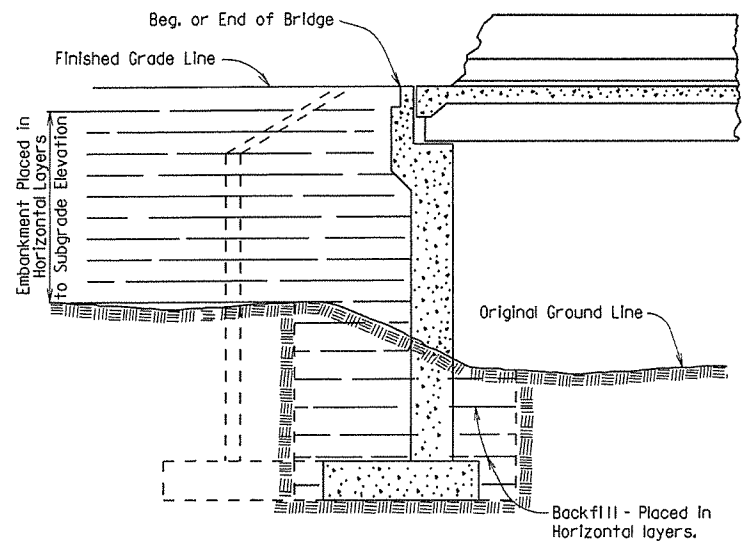 Beg. or End of Bridge
Finished Grade Line
Embankment Placed in
Horizontal Layers
to Subgrade Elevation
Original Ground Line
Backfill - Placed in
Horizontal layers.